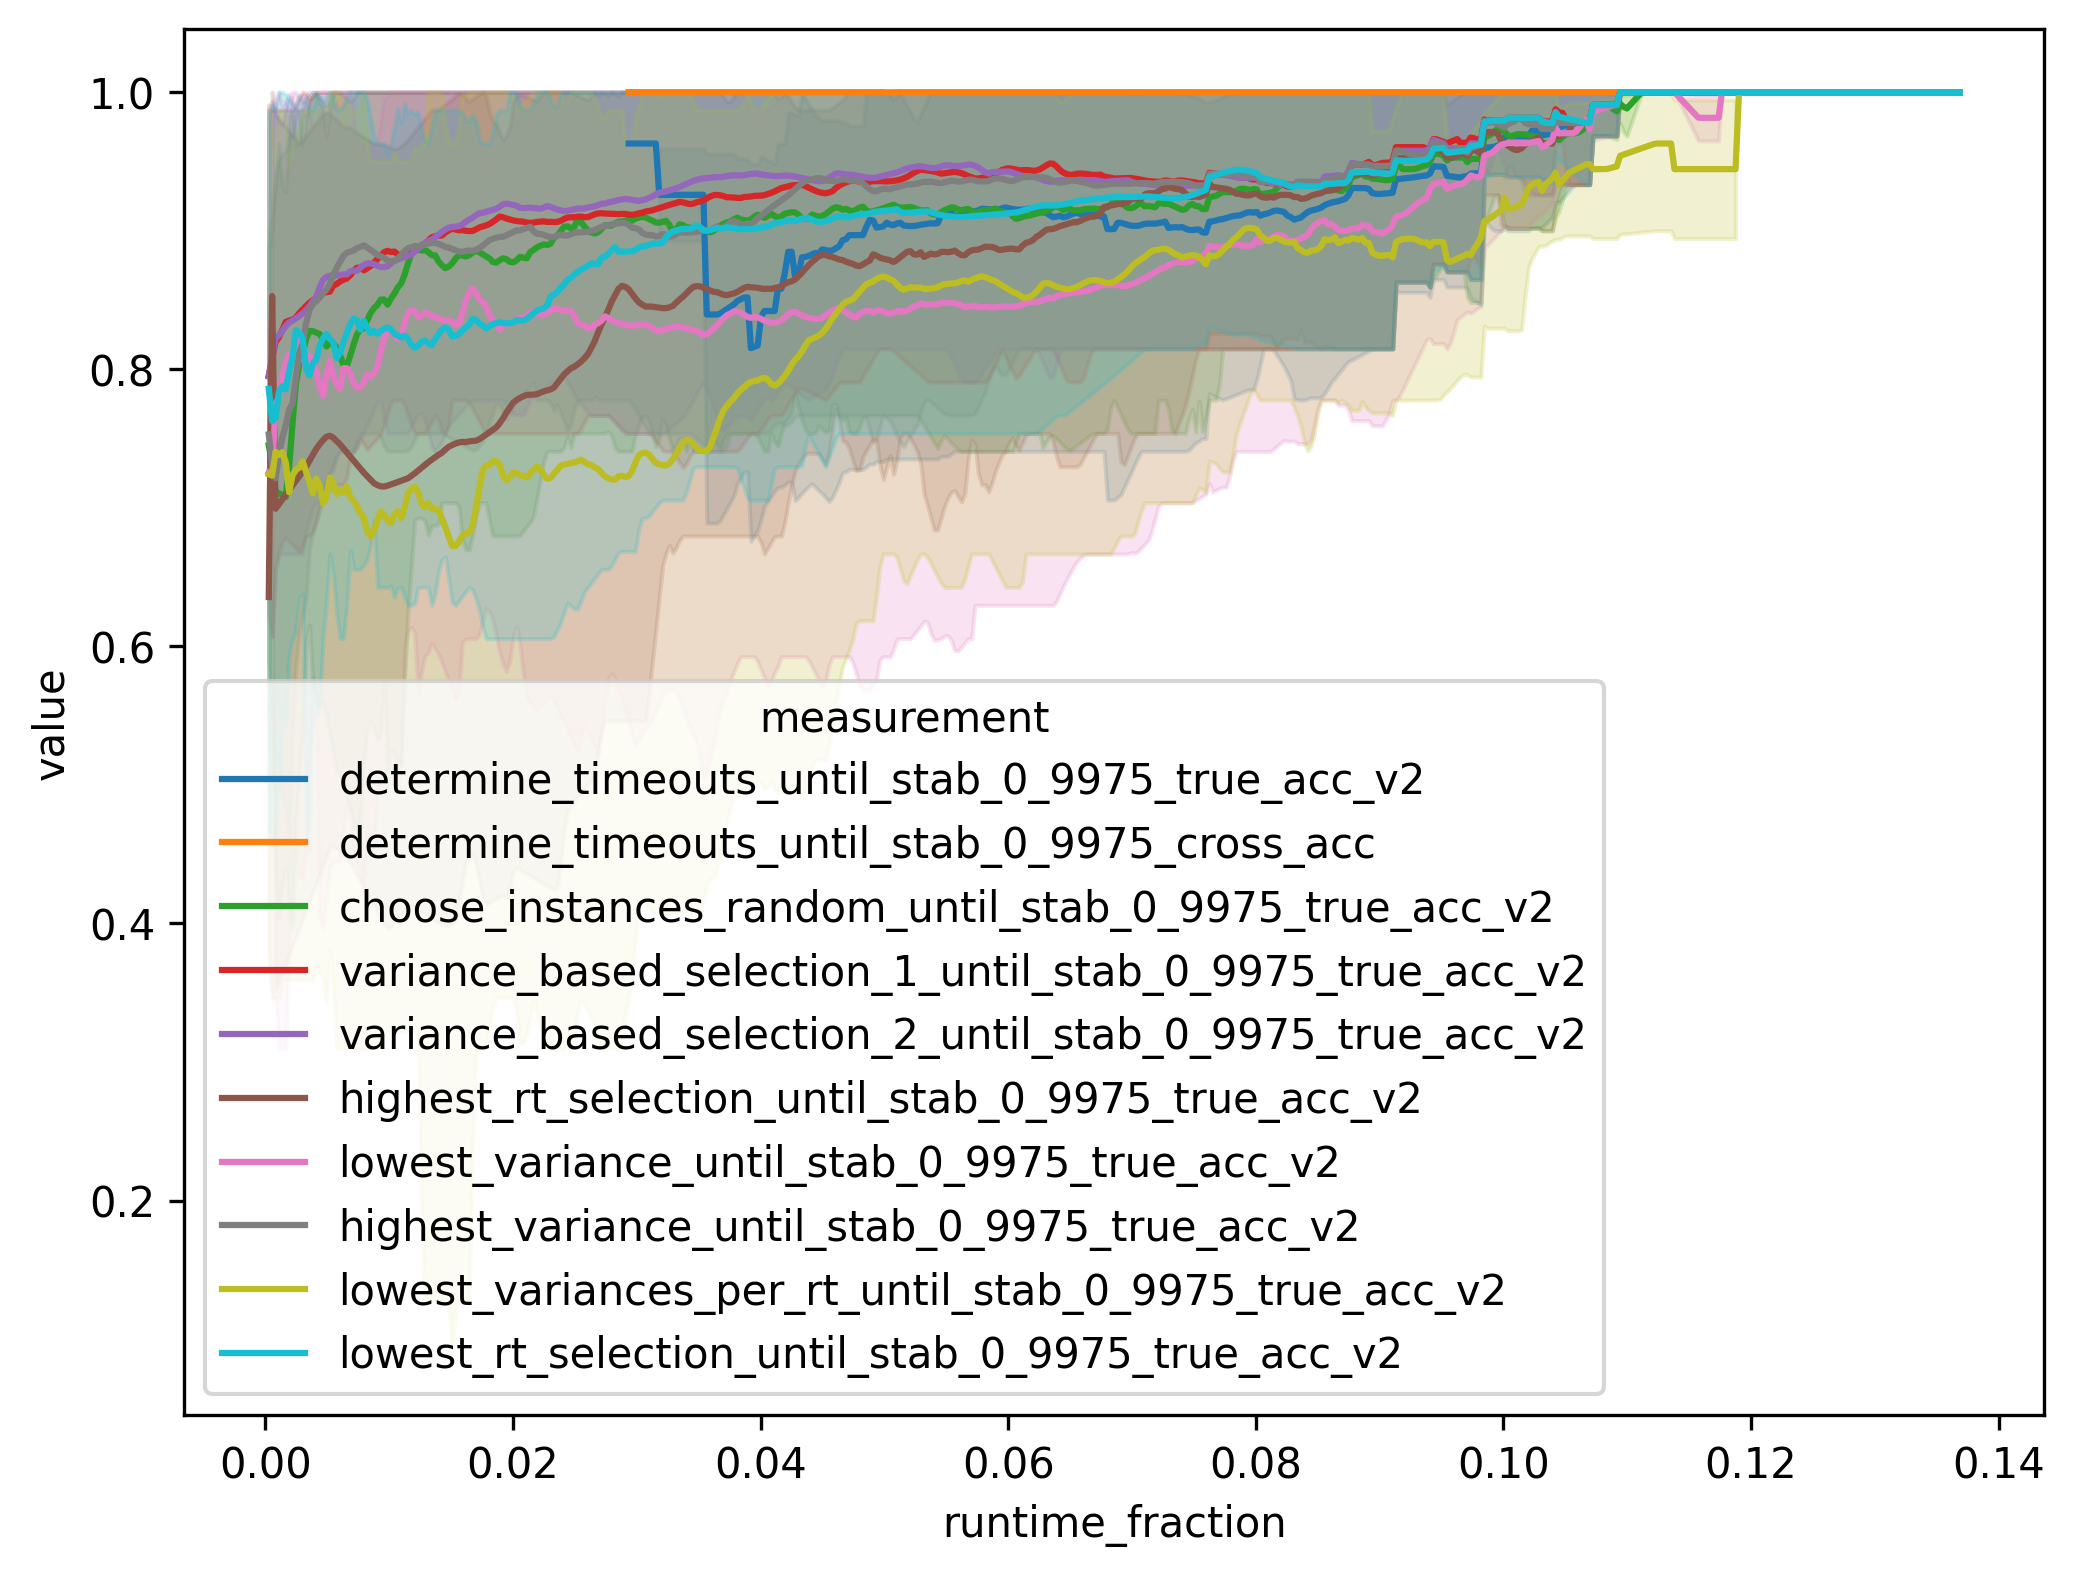 1.0
0.8
0.6
0.4
0.2
value
measurement
determine_timeouts_until_stab_0_9975_true_acc_v2
determine_timeouts_until_stab_0_9975_cross_acc
choose_instances_random_until_stab_0_9975_true_acc_v2
variance_based_selection_1_until_stab_0_9975_true_acc_v2
variance_based_selection_2_until_stab_0_9975_true_acc_v2
highest_rt_selection_until_stab_0_9975_true_acc_v2
lowest_variance_until_stab_0_9975_true_acc_v2
highest_variance_until_stab_0_9975_true_acc_v2
lowest_variances_per_rt_until_stab_0_9975_true_acc_v2
lowest_rt_selection_until_stab_0_9975_true_acc_v2
0.00 0.02 0.04 0.06 0.08 0.10 0.12 0.14
runtime_fraction